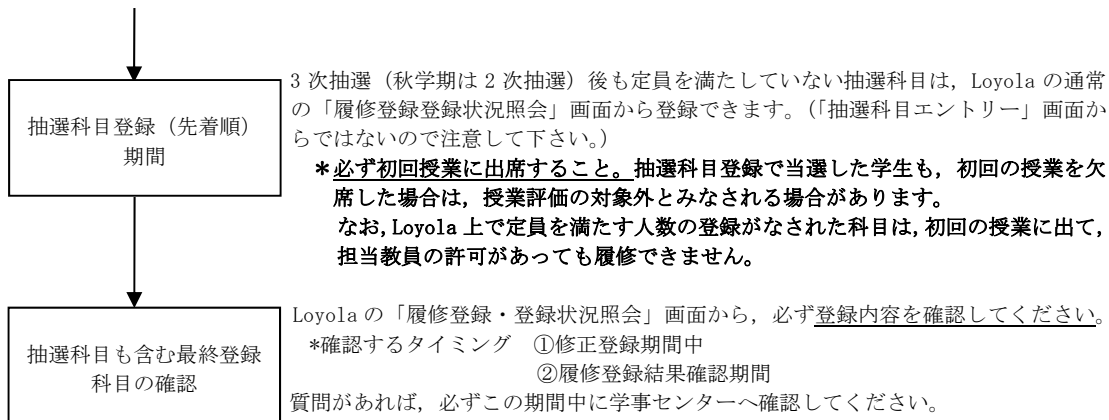 抽選科目登録（先着順）
期間
3 次抽選（秋学期は 2 次抽選）後も定員を満たしていない抽選科目は，Loyola の通常
の「履修登録登録状況照会」画面から登録できます。（「抽選科目エントリー」画面か
らではないので注意して下さい。）
＊必ず初回授業に出席すること。抽選科目登録で当選した学生も，初回の授業を欠
席した場合は，授業評価の対象外とみなされる場合があります。
なお，Loyola 上で定員を満たす人数の登録がなされた科目は，初回の授業に出て，
担当教員の許可があっても履修できません。
抽選科目も含む最終登録
科目の確認
Loyola の「履修登録・登録状況照会」画面から，必ず登録内容を確認してください。
*確認するタイミング　①修正登録期間中
②履修登録結果確認期間
質問があれば，必ずこの期間中に学事センターへ確認してください。